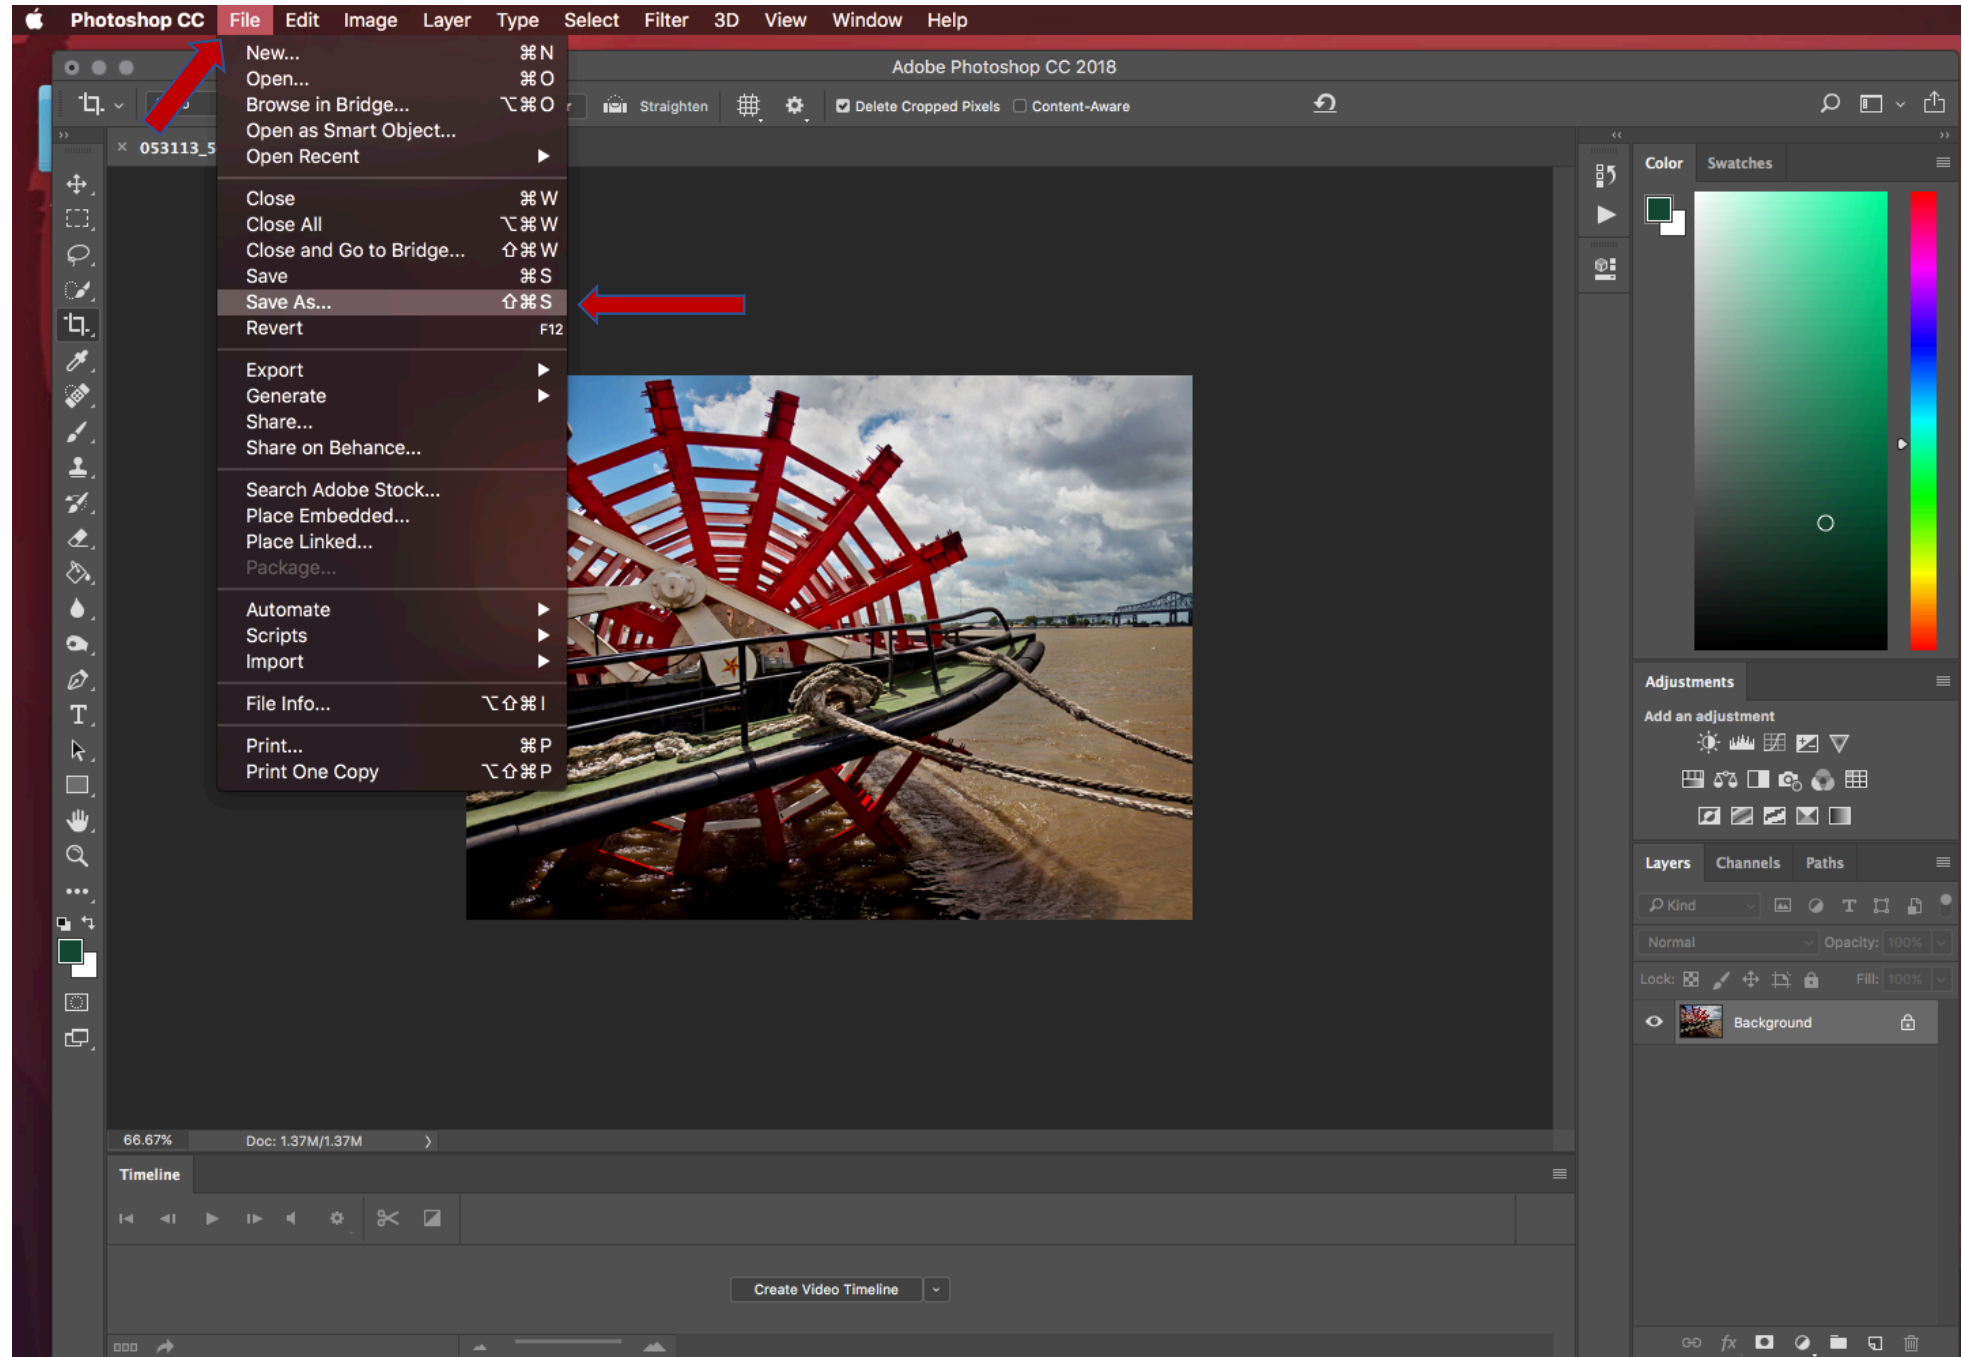 Photoshop CC File Edit Image Layer Type Select Filter 3D View Window Help
Adobe Photoshop CC 2018
New... ⌘N
Open... ⌘O
Browse in Bridge... ⌥⌘O
Open as Smart Object...
Open Recent
Close ⌘W
Close All ⌥⌘W
Close and Go to Bridge... ⇧⌘W
Save ⌘S
Save As... ⇧⌘S
Revert F12
Export
Generate
Share...
Share on Behance...
Search Adobe Stock...
Place Embedded...
Place Linked...
Package...
Automate
Scripts
Import
File Info... ⌥⇧⌘I
Print... ⌘P
Print One Copy ⌥⇧⌘P
Straighten Delete Cropped Pixels Content-Aware
053113_5
Color Swatches
Adjustments
Add an adjustment
Layers Channels Paths
Kind T
Normal Opacity: 100%
Lock: Fill: 100%
Background
66.67% Doc: 1.37M/1.37M
Timeline
Create Video Timeline
fx